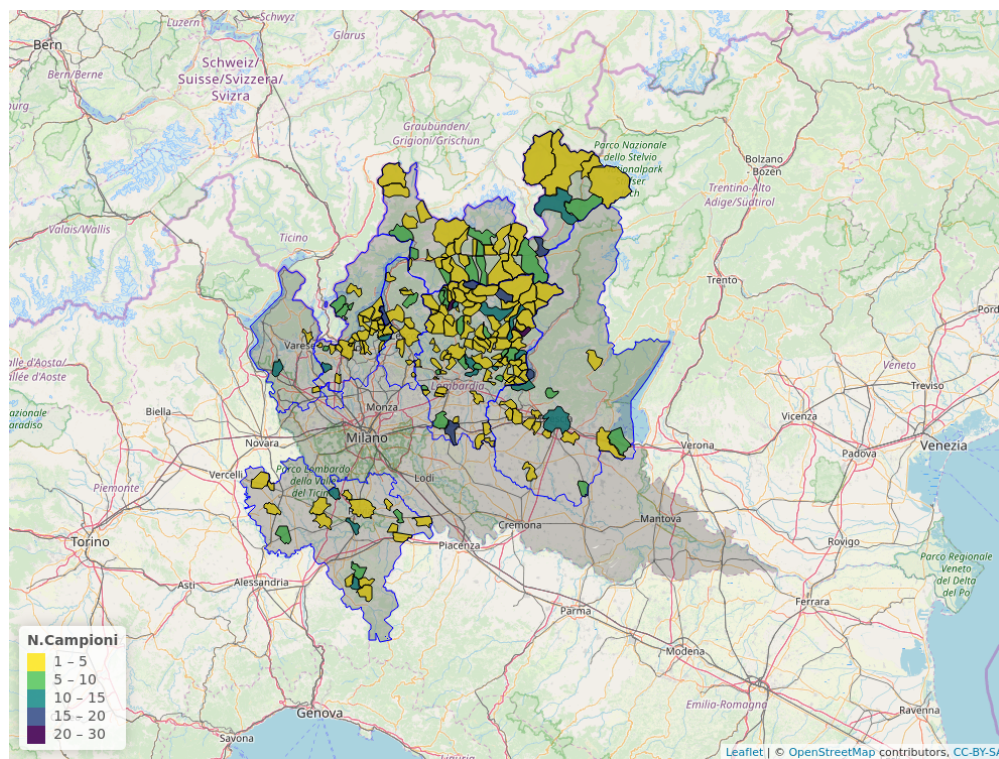 Luzern
Schwyz
Bern
Glarus
Schweiz/
Suisse/Svizzera/
Svizra
Bern/Berne
Graubünden/
Grigioni/Grischun
Parco Nazionale
dello Stelvio
Bolzano
- Bozen
Trentino-Alto
Adige/Südtirol
Valais/Wallis
Ticino
Trento
Varese
Lombardia
Veneto
Treviso
Biella
Monza
Vicenza
Novara
Milano
Verona
Padova
Venezia
Vercelli
Parco Lombardo
della Valle
del Ticino
Lodi
Piemonte
Cremona
Mantova
Torino
Piacenza
Rovigo
Parco Regionale
Veneto
del Delta
del Po
Asti
Alessandria
Ferrara
Parma
Modena
Emilia-Romagna
Genova
Ravenna
Savona
N.Campioni
1 – 5
5 – 10
10 – 15
15 – 20
20 – 30
Leaflet | © OpenStreetMap contributors, CC-BY-SA